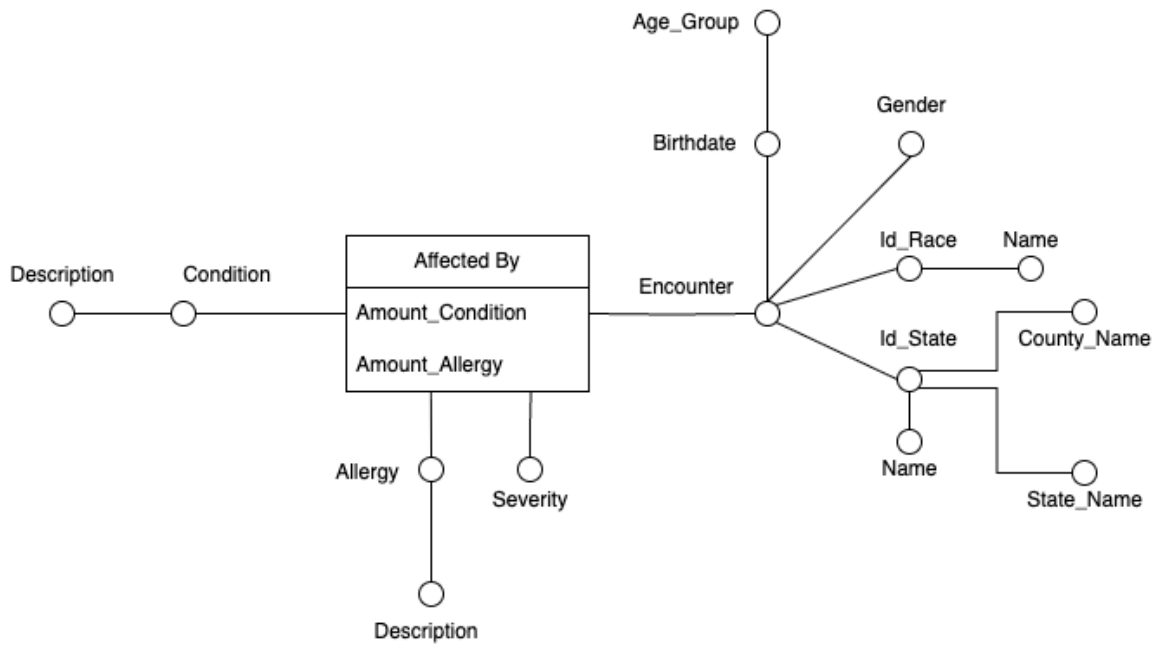 Age_Group
Gender
Birthdate
Id_Race
Name
Affected By
Description
Condition
Encounter
Amount_Condition
Id_State
County_Name
Amount_Allergy
Name
Allergy
Severity
State_Name
Description